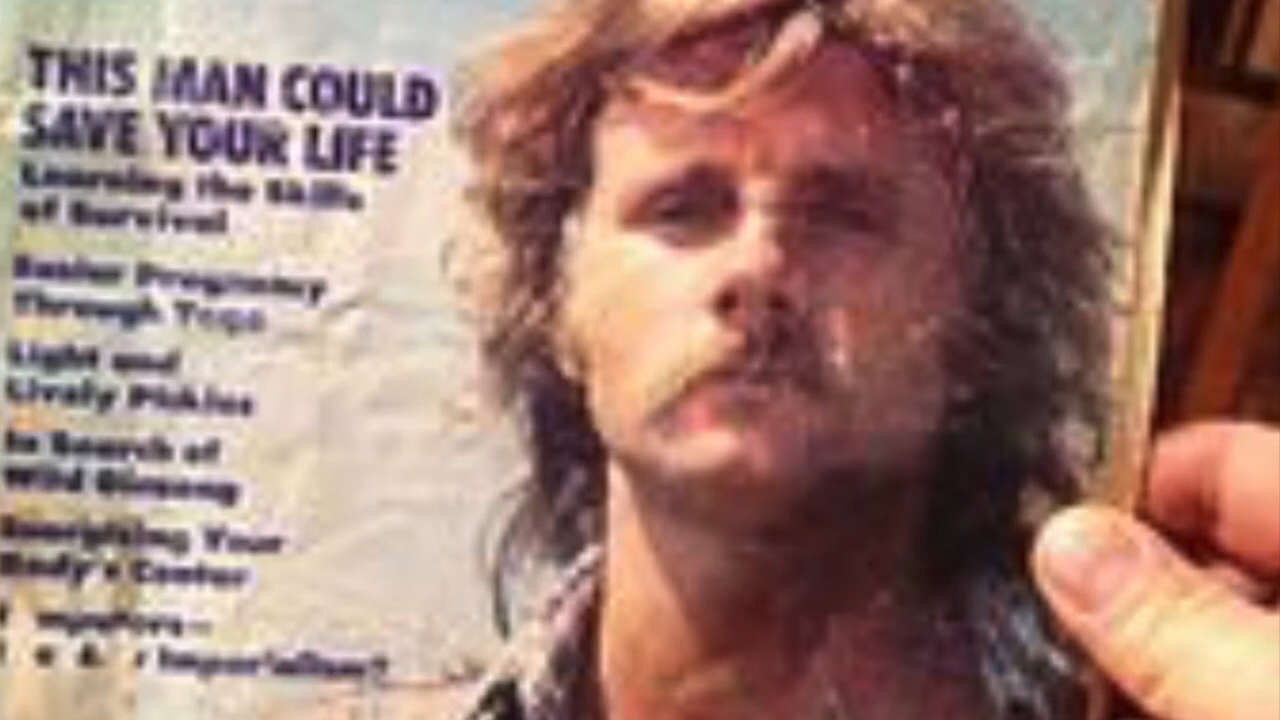 THIS MAN COULD
SAVE YOUR LIFE
Learning the Skills
of Survival
Easier Pregnancy
Through Yoga
Light and
Lively Pickles
In Search of
Wild Ginseng
Energizing Your
Body's Center
Imperialism?